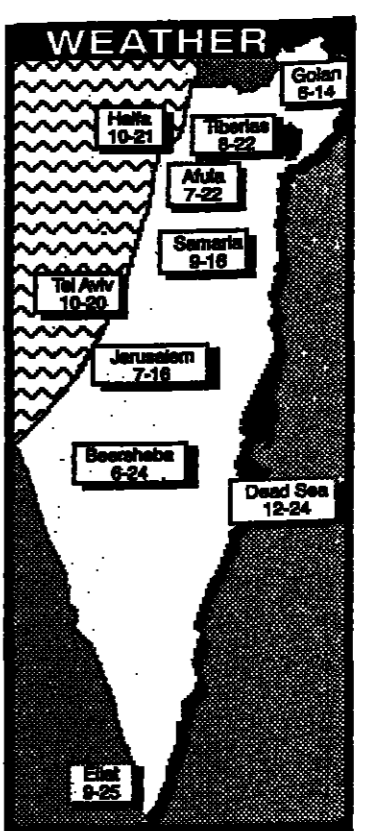 WEATHER
Golan
6-14
Haifa
10-21
Tiberias
8-22
Afula
7-22
Samaria
9-16
Tel Aviv
10-20
Jerusalem
7-16
Beersheba
6-24
Dead Sea
12-24
Eilat
9-25